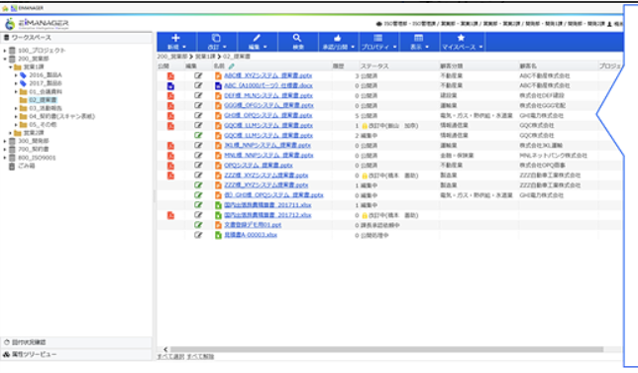 EIMANAGER
EIMANAGER
ISO管理部 - ISO管理課 / 営業部 - 営業1課 / 営業部 - 営業2課 / 開発部 - 開発1課 / 開発部 - 開発2課
ワークスペース
新規 改訂 編集 検索 承認/公開 プロパティ 表示 マイスペース
100_プロジェクト
200_営業部
営業1課
2016_製品A
2017_製品B
01_会議資料
02_提案書
03_活動報告
04_契約書(スキャン表紙)
05_その他
営業2課
300_開発部
700_契約書
800_ISO9001
ごみ箱
200_営業部 > 営業1課 > 02_提案書
公開 編集 名前 履歴 ステータス 顧客分類 顧客名 プロジェ
ABC様_XYZシステム_提案書.pptx 3 公開済 不動産業 ABC不動産株式会社
ABC_(A100Uパーツ)_仕様書.docx 0 公開済 不動産業 ABC不動産株式会社
DEF様_MLNシステム_提案書.pptx 0 公開済 建設業 株式会社DEF建設
GGG様_OFGシステム_提案書.pptx 0 公開済 運輸業 株式会社GGG宅配
GHI様_OPQシステム_提案書.pptx 5 公開済 電気・ガス・熱供給・水道業 GHI電力株式会社
GQC様_LLMシステム_提案書.pptx 1 改訂中 情報通信業 GQC株式会社
GQC様_LLMシステム_提案書.pptx 2 編集中 情報通信業 GQC株式会社
JKL様_NNPシステム_提案書.pptx 0 公開済 運輸業 株式会社JKL運輸
MNL様_NNPシステム_提案書.pptx 0 公開済 金融・保険業 MNLネットバンク株式会社
OPQシステム_提案書.pptx 0 公開済 不動産業 株式会社OPQ商事
ZZZ様_XYZシステム_提案書.pptx 0 改訂中(橋本 喜助) 製造業 ZZZ自動車工業株式会社
ZZZ様_XYZシステム提案書.pptx 1 編集中 製造業 ZZZ自動車工業株式会社
(仮) GHI様_OPQシステム_提案書.pptx 0 編集中 電気・ガス・熱供給・水道業 GHI電力株式会社
国内出張旅費精算書_201711.xlsx 1 編集中
国内出張旅費精算書_201712.xlsx 0 改訂中(橋本 喜助)
文書登録デモ用01.ppt 0 課長承認依頼中
見積書A-00003.xlsx 0 公開処理中
回付状況確認
属性ツリービュー
すべて選択 すべて解除